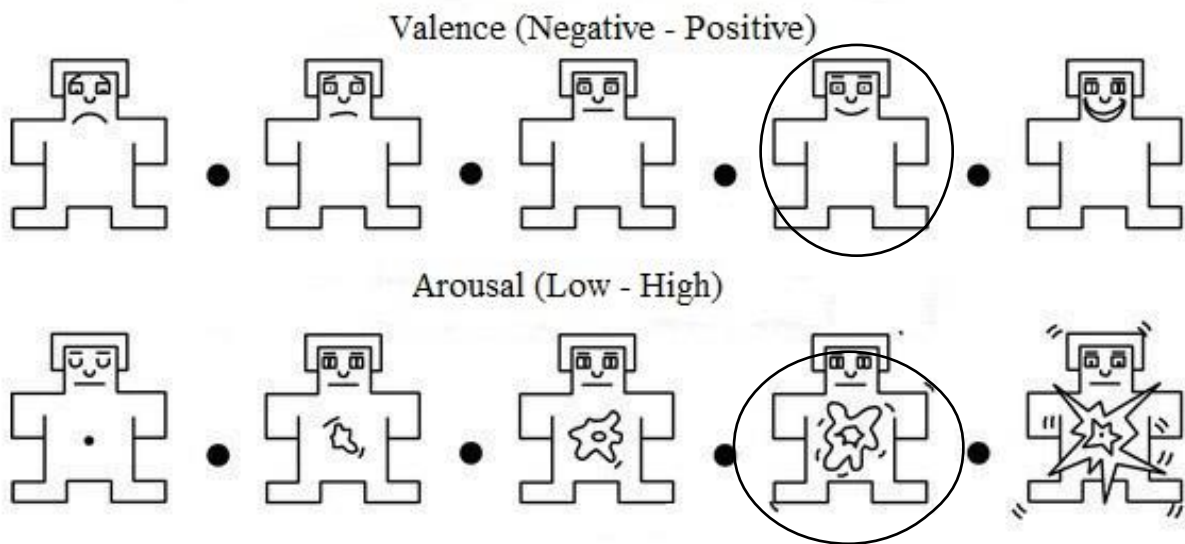 Valence (Negative - Positive)
Arousal (Low - High)